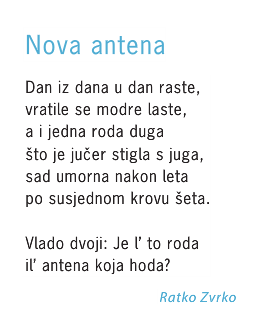 Nova antena
Dan iz dana u dan raste,
vratile se modre laste,
a i jedna roda duga
što je jučer stigla s juga,
sad umorna nakon leta
po susjednom krovu šeta.
Vlado dvoji: Je l’ to roda
il’ antena koja hoda?
Ratko Zvrko